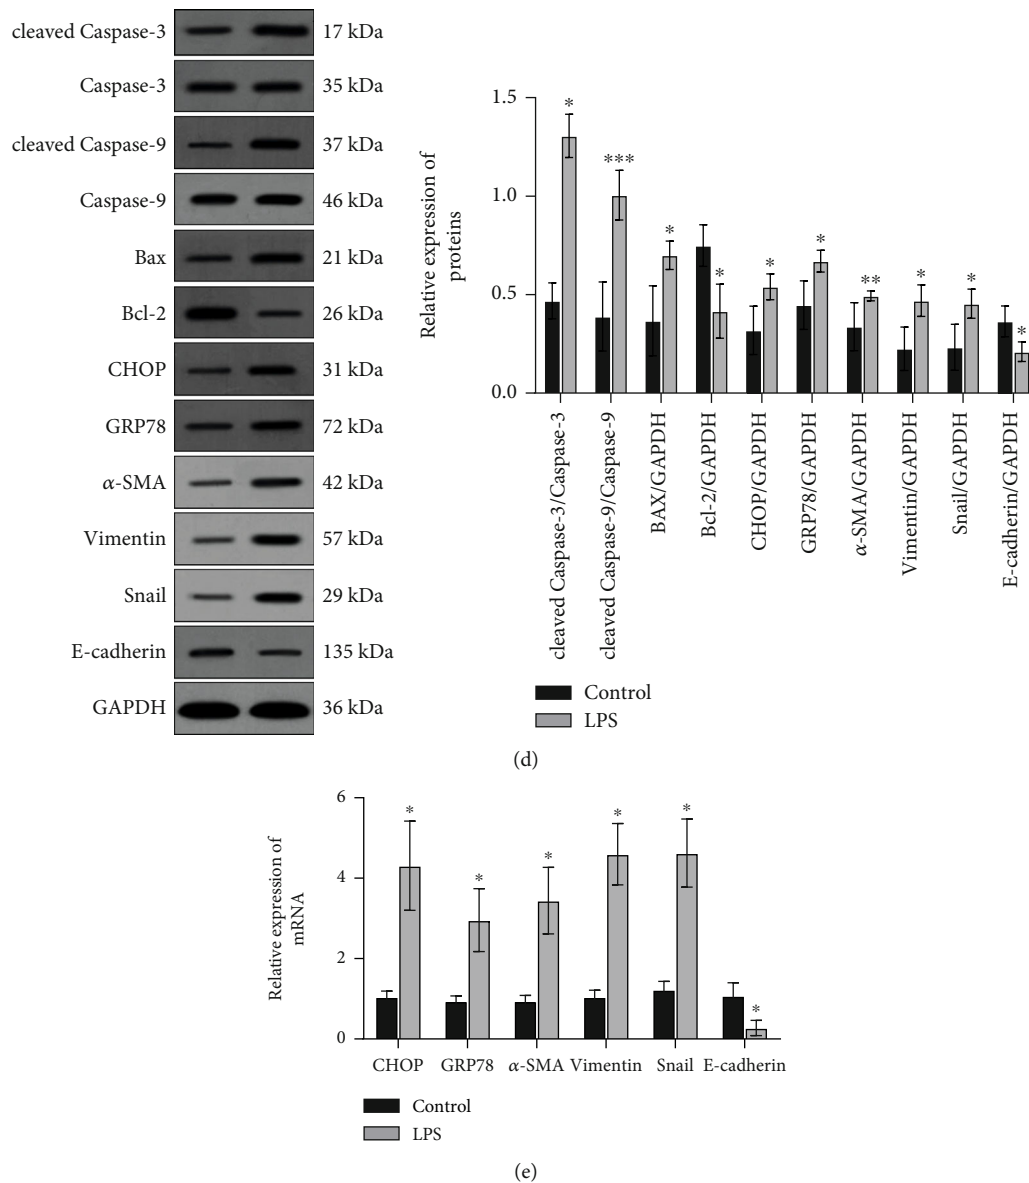 cleaved Caspase-3 17 kDa
Caspase-3 35 kDa
cleaved Caspase-9 37 kDa
Caspase-9 46 kDa
Bax 21 kDa
Bcl-2 26 kDa
CHOP 31 kDa
GRP78 72 kDa
α-SMA 42 kDa
Vimentin 57 kDa
Snail 29 kDa
E-cadherin 135 kDa
GAPDH 36 kDa
Relative expression of
proteins
1.5
1.0
0.5
0.0
* *** * * * * ** * * *
cleaved Caspase-3/Caspase-3
cleaved Caspase-9/Caspase-9
BAX/GAPDH
Bcl-2/GAPDH
CHOP/GAPDH
GRP78/GAPDH
α-SMA/GAPDH
Vimentin/GAPDH
Snail/GAPDH
E-cadherin/GAPDH
Control
LPS
(d)
Relative expression of
mRNA
6
4
2
0
* * * * * *
CHOP GRP78 α-SMA Vimentin Snail E-cadherin
Control
LPS
(e)